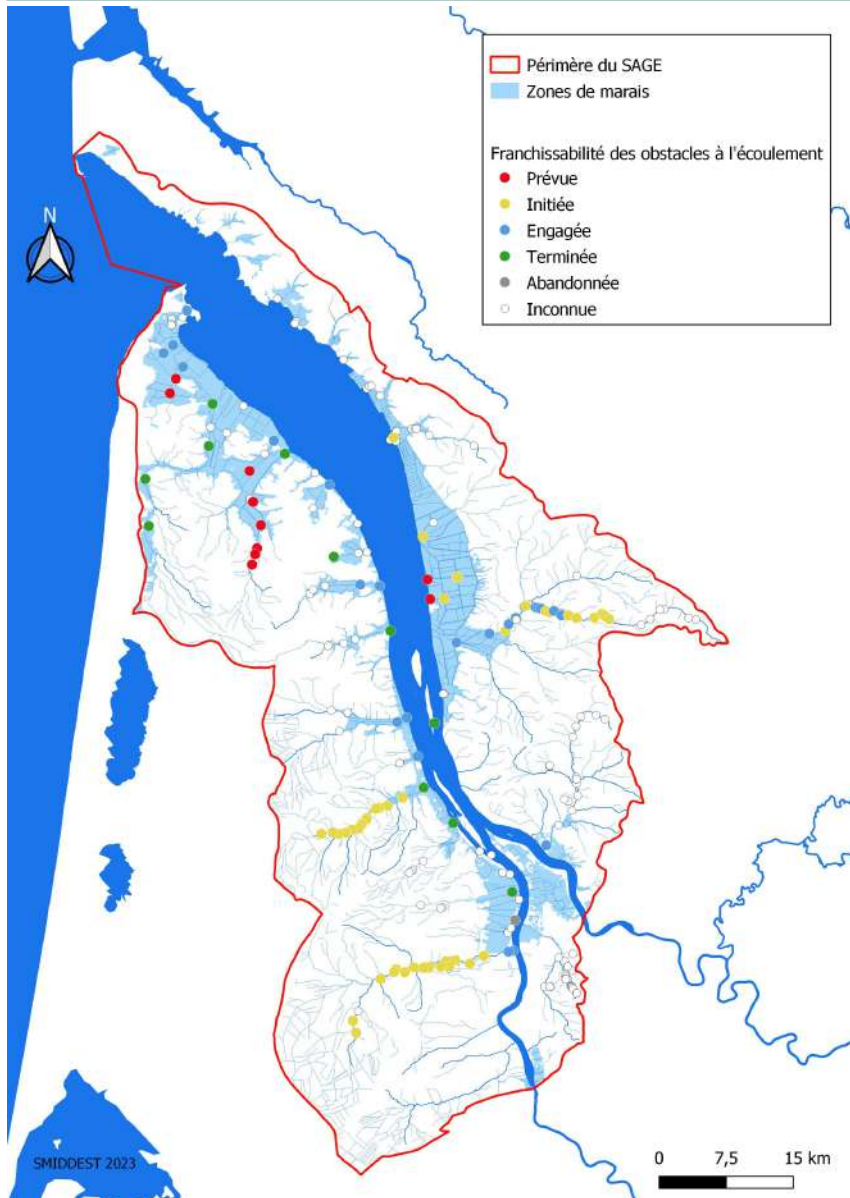 Périmère du SAGE
Zones de marais
Franchissabilité des obstacles à l'écoulement
Prévue
Initiée
Engagée
Terminée
Abandonnée
Inconnue
N
SMIDDEST 2023
0 7,5 15 km